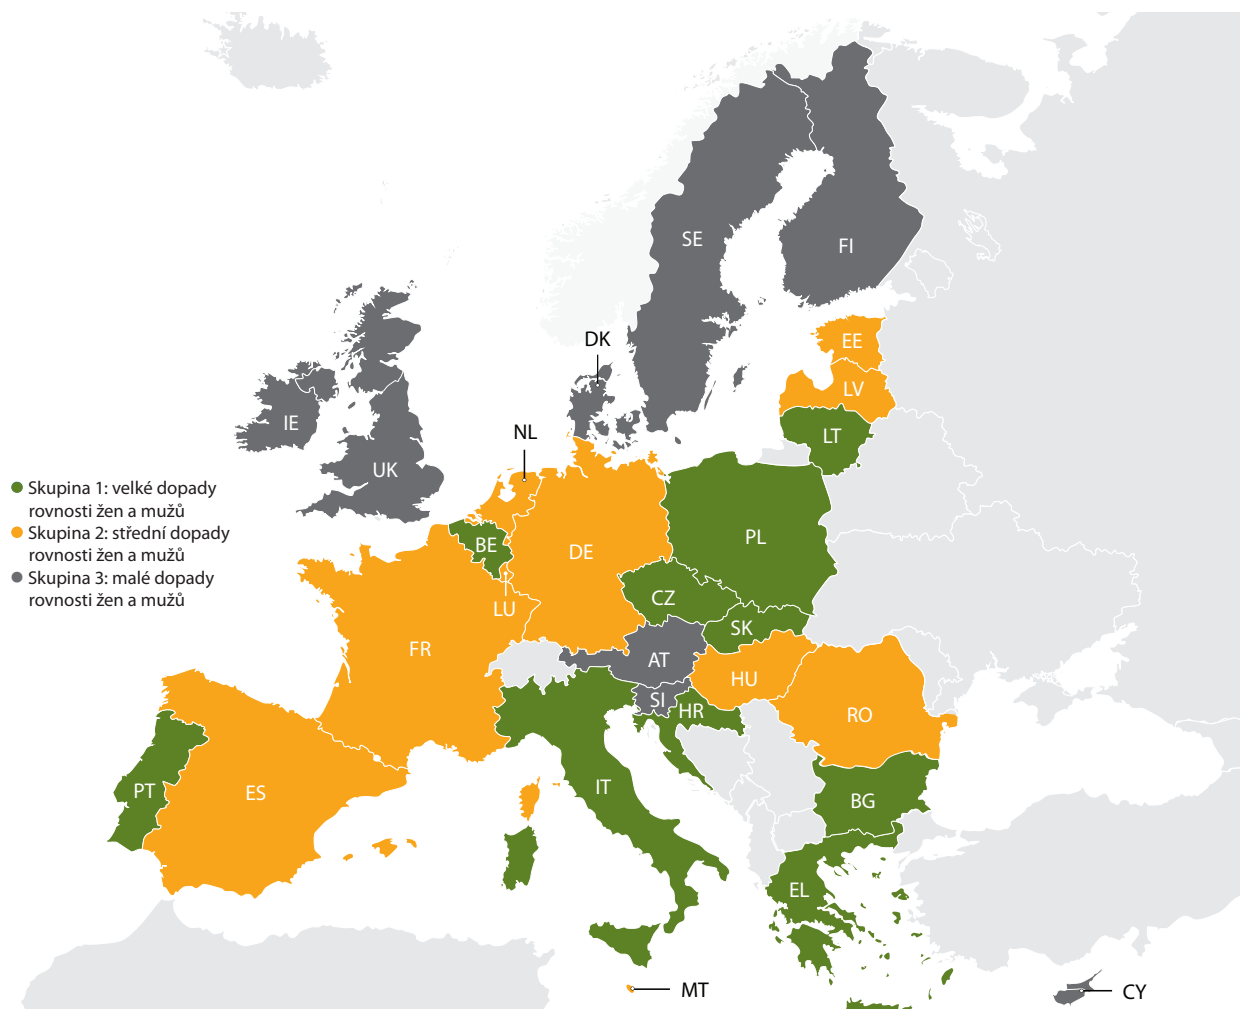 SE
FI
DK
EE
LV
IE
LT
NL
UK
Skupina 1: velké dopady
rovnosti žen a mužů
Skupina 2: střední dopady
rovnosti žen a mužů
Skupina 3: malé dopady
rovnosti žen a mužů
BE
DE
PL
CZ
LU
SK
FR
AT
HU
SI
HR
RO
PT
ES
IT
BG
EL
MT
CY